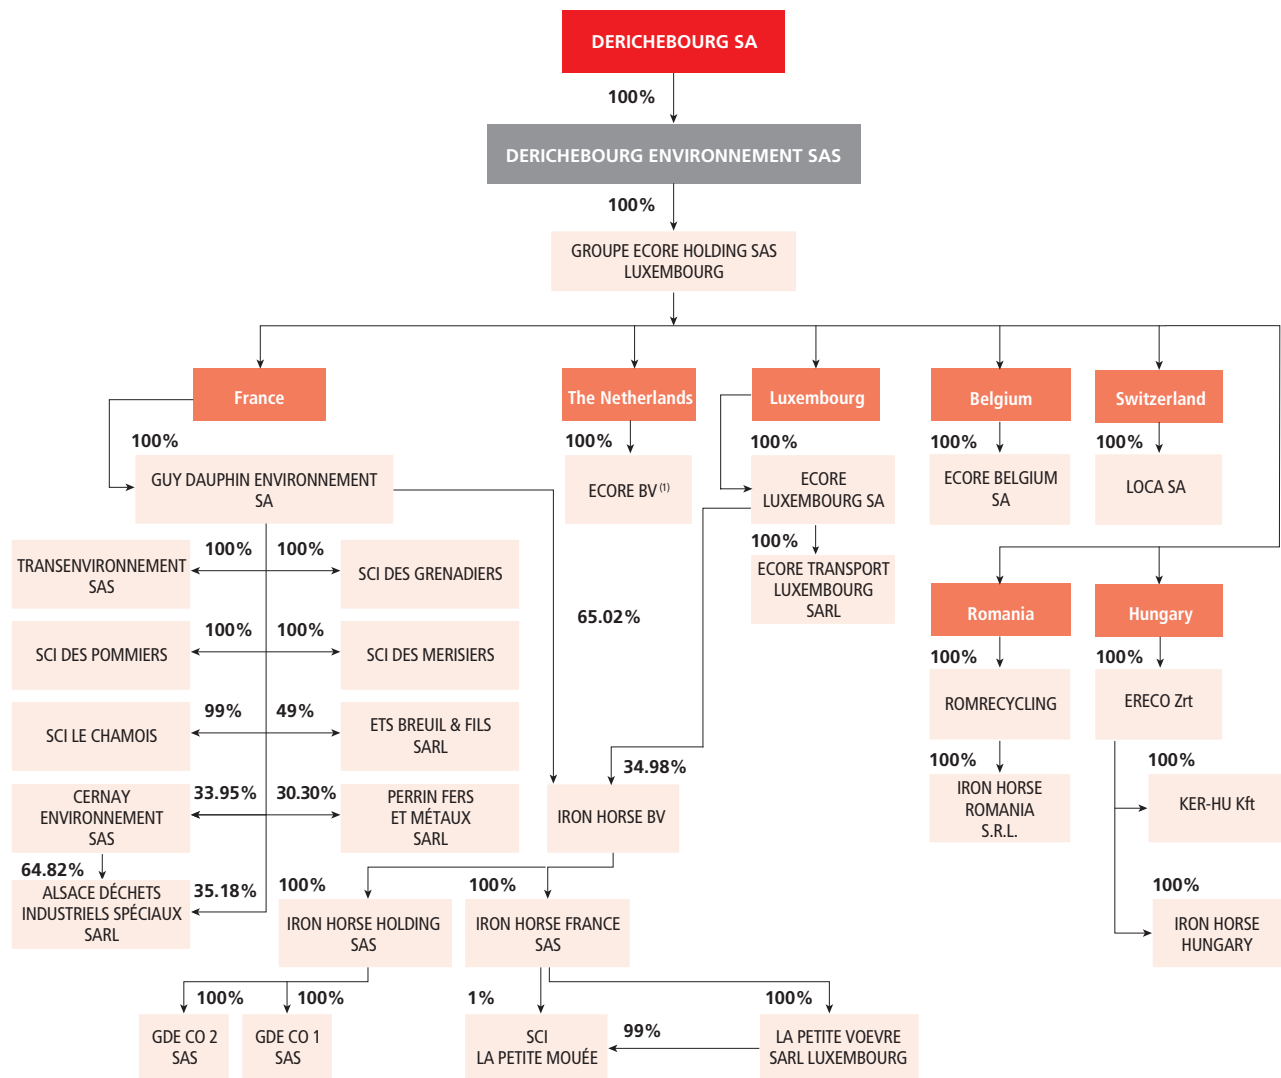 DERICHEBOURG SA
100%
DERICHEBOURG ENVIRONNEMENT SAS
100%
GROUPE ECORE HOLDING SAS
LUXEMBOURG
France
The Netherlands
Luxembourg
Belgium
Switzerland
100%
GUY DAUPHIN ENVIRONNEMENT
SA
100%
ECORE BV (1)
100%
ECORE
LUXEMBOURG SA
100%
ECORE BELGIUM
SA
100%
LOCA SA
100%
ECORE TRANSPORT
LUXEMBOURG
SARL
100%
100%
TRANSENVIRONNEMENT
SAS
SCI DES GRENADIERS
100%
100%
SCI DES POMMIERS
SCI DES MERISIERS
99%
49%
SCI LE CHAMOIS
ETS BREUIL & FILS
SARL
33.95%
30.30%
CERNAY
ENVIRONNEMENT
SAS
PERRIN FERS
ET MÉTAUX
SARL
64.82%
35.18%
ALSACE DÉCHETS
INDUSTRIELS SPÉCIAUX
SARL
65.02%
34.98%
IRON HORSE BV
Romania
Hungary
100%
ROMRECYCLING
100%
ERECO Zrt
100%
IRON HORSE
ROMANIA
S.R.L.
100%
KER-HU Kft
100%
IRON HORSE
HUNGARY
100%
IRON HORSE HOLDING
SAS
100%
IRON HORSE FRANCE
SAS
100%
100%
GDE CO 2
SAS
GDE CO 1
SAS
1%
100%
SCI
LA PETITE MOUÉE
99%
LA PETITE VOEVRE
SARL LUXEMBOURG